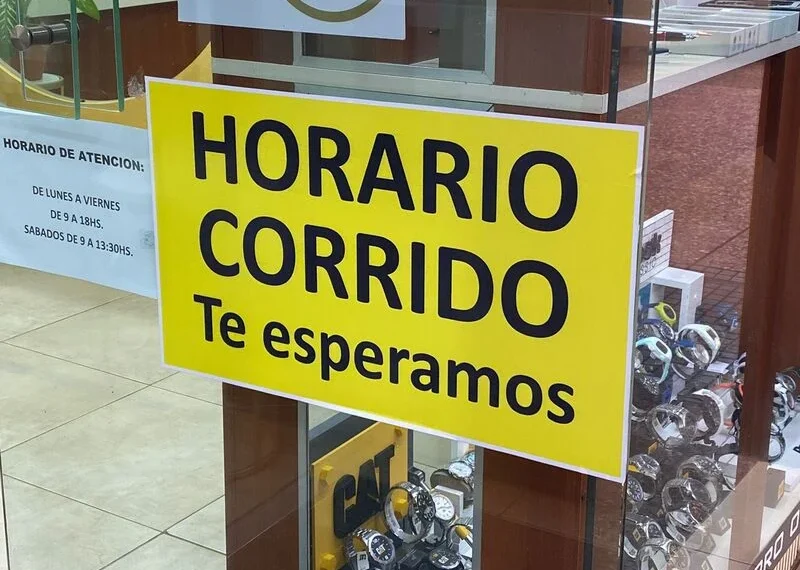 HORARIO DE ATENCION:
DE LUNES A VIERNES
DE 9 A 18HS.
SABADOS DE 9 A 13:30HS.
HORARIO
CORRIDO
Te esperamos
CAT